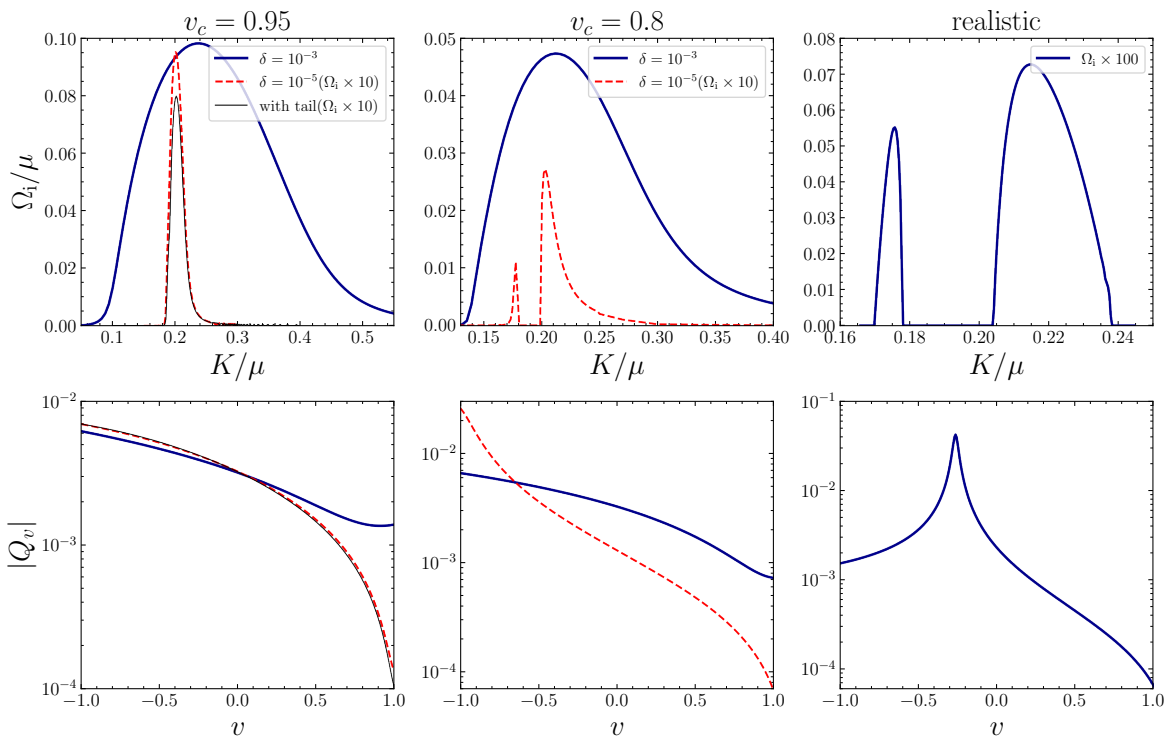 v_c = 0.95
v_c = 0.8
realistic
Ω_i/μ
0.10
0.08
0.06
0.04
0.02
0.00
δ = 10^{-3}
δ = 10^{-5}(Ω_i × 10)
with tail(Ω_i × 10)
0.1 0.2 0.3 0.4 0.5
K/μ
0.05
0.04
0.03
0.02
0.01
0.00
δ = 10^{-3}
δ = 10^{-5}(Ω_i × 10)
0.15 0.20 0.25 0.30 0.35 0.40
K/μ
0.08
0.07
0.06
0.05
0.04
0.03
0.02
0.01
0.00
Ω_i × 100
0.16 0.18 0.20 0.22 0.24
K/μ
|Q_v|
10^{-2}
10^{-3}
10^{-4}
−1.0 −0.5 0.0 0.5 1.0
v
10^{-2}
10^{-3}
10^{-4}
−1.0 −0.5 0.0 0.5 1.0
v
10^{-1}
10^{-2}
10^{-3}
10^{-4}
−1.0 −0.5 0.0 0.5 1.0
v